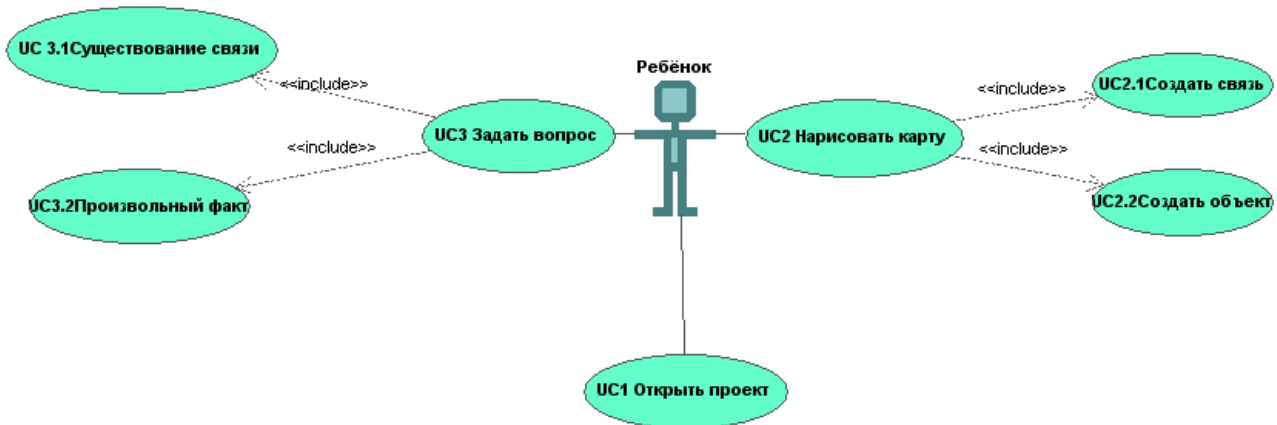 UC 3.1Существование связи
<<include>>
Ребёнок
<<include>>
UC2.1Создать связь
UC3 Задать вопрос
UC2 Нарисовать карту
<<include>>
<<include>>
UC3.2Произвольный факт
UC2.2Создать объект
UC1 Открыть проект